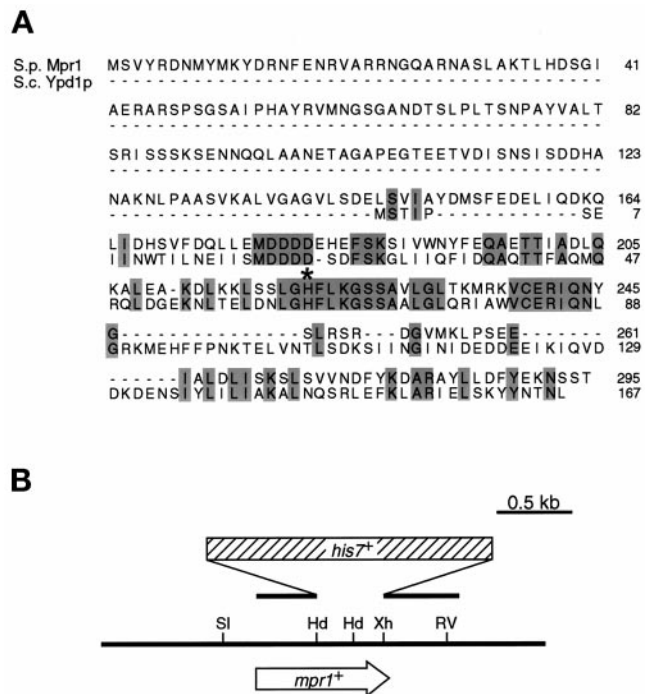 A
S.p. Mpr1 MSVYRDNMYMKYDRNFENRVARRNGQARNASLAKTLHDSGI 41
S.c. Ypd1p - - - - - - - - - - - - - - - - - - - - - - - - - - - - - - - - - - - - - - - - -
AERARSPSGSAIPHAYRVMNGSGANDTSLPLTSNPAYVALT 82
- - - - - - - - - - - - - - - - - - - - - - - - - - - - - - - - - - - - - - - - -
SRISSSKSENNQQLAANETAGAPEGTEETVDISNSISDDHA 123
- - - - - - - - - - - - - - - - - - - - - - - - - - - - - - - - - - - - - - - - -
NAKNLPAASVKALVGAGVLSDELSVIAYDMSFEDELIQDKQ 164
- - - - - - - - - - - - - - - - - - - - - - MSTIP- - - - - - - - - - - - SE 7
LIDHSVFDQLLEMDDDDEHEFSKSIVWNYFEQAETTIADLQ 205
IINWTILNEIISMDDDD-SDFSKGLIIQFIDQAQTTFAQMQ 47
*
KALEA-KDLKKLSSLGHFLKGSSAVLGLTKMRKVCERIQNY 245
RQLDGEKNLTELDNLGHFLKGSSAALGLQRIAWVCERIQNL 88
G- - - - - - - - - - - - - - - - SLRSR- -DGVMKLPSEE- - - - - - - 261
GRKMEHFFPNKTELVNTLSDKSIINGINIDEDDEEIKIQVD 129
- - - - - - IALDLISKSLSVVNDFYKDARAYLLDFYEKNSST 295
DKDENSIYLILIAKALNQSRLEFKLARIELSKYYNTNL 167
B
0.5 kb
his7+
Sl Hd Hd Xh RV
mpr1+